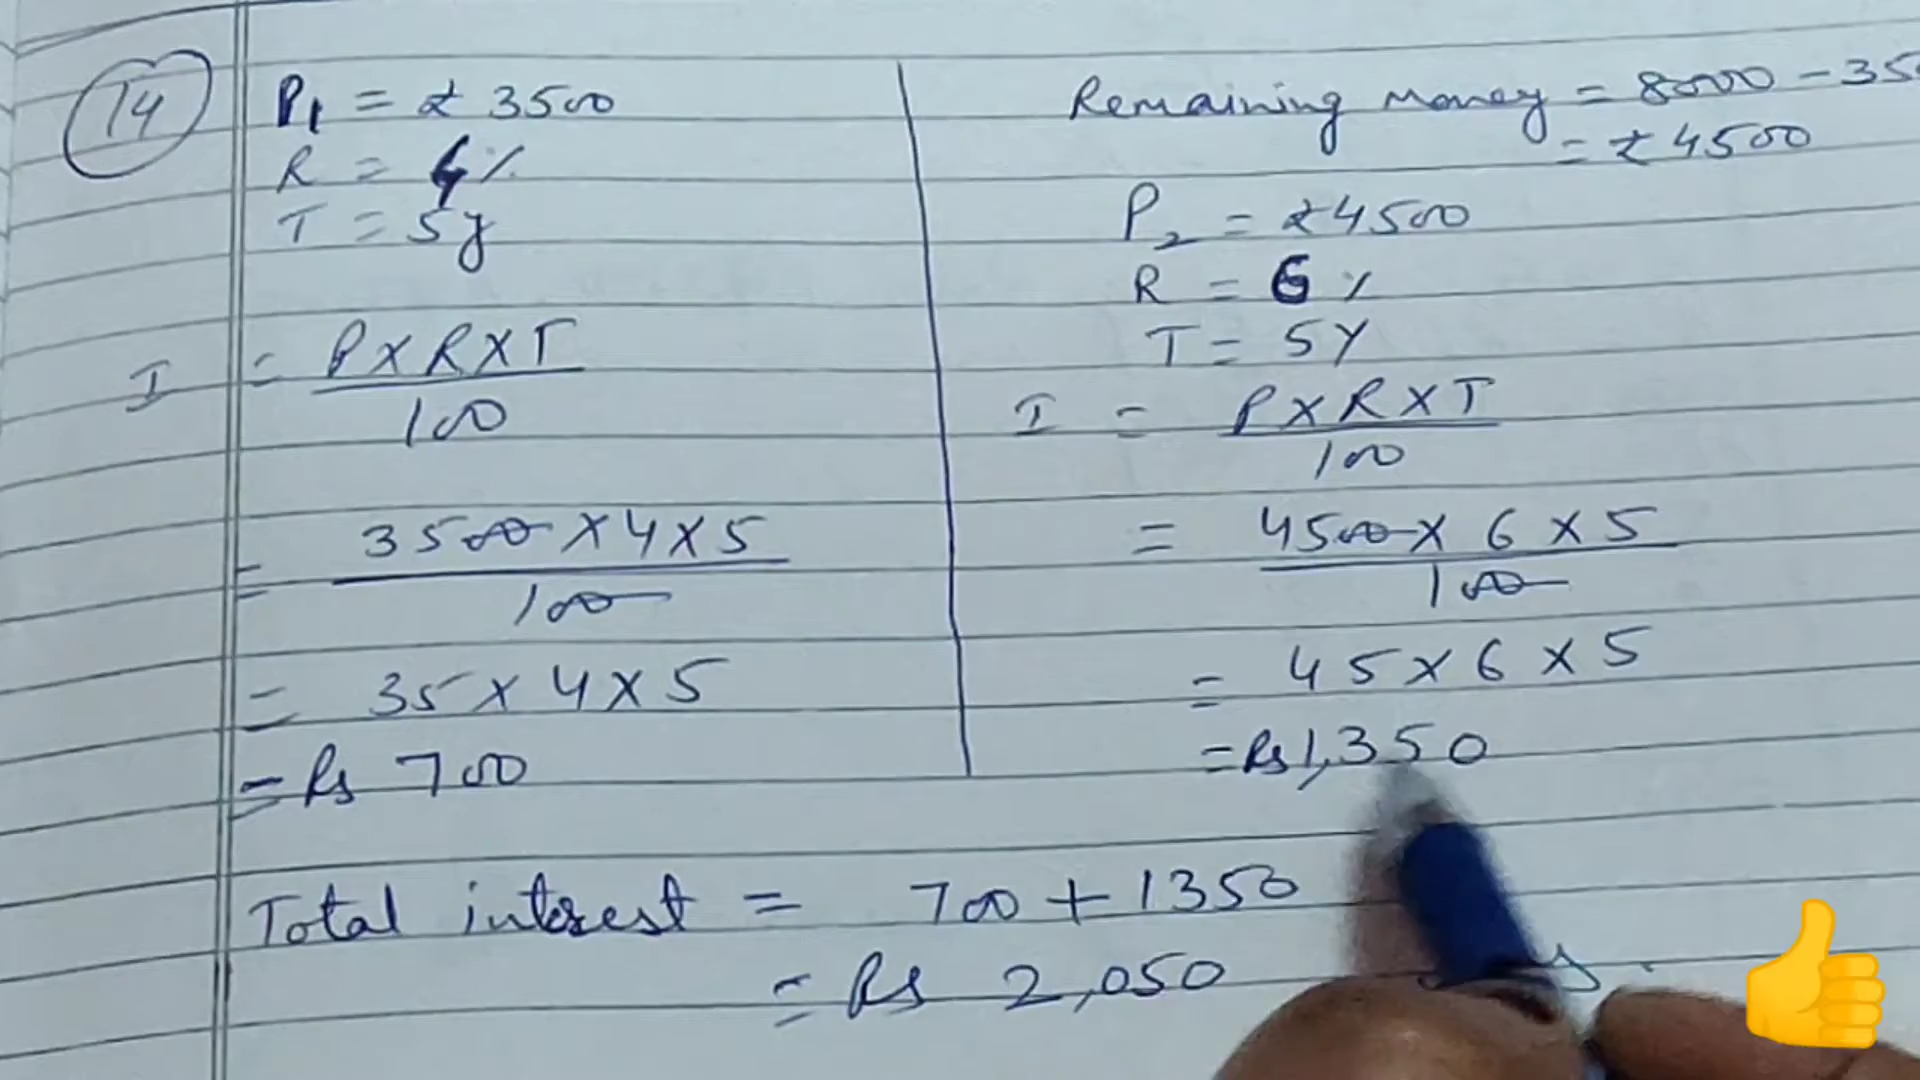 14
P1 = ₹ 3500
R = 4%
T = 5y
I = P×R×T
100
= 3500 × 4 × 5
100
= 35 × 4 × 5
= Rs 700
Remaining money = 8000 - 350
= ₹ 4500
P2 = ₹ 4500
R = 6 %
T = 5Y
I = P×R×T
100
= 4500 × 6 × 5
100
= 45 × 6 × 5
= Rs 1,350
Total interest = 700 + 1350
= Rs 2,050